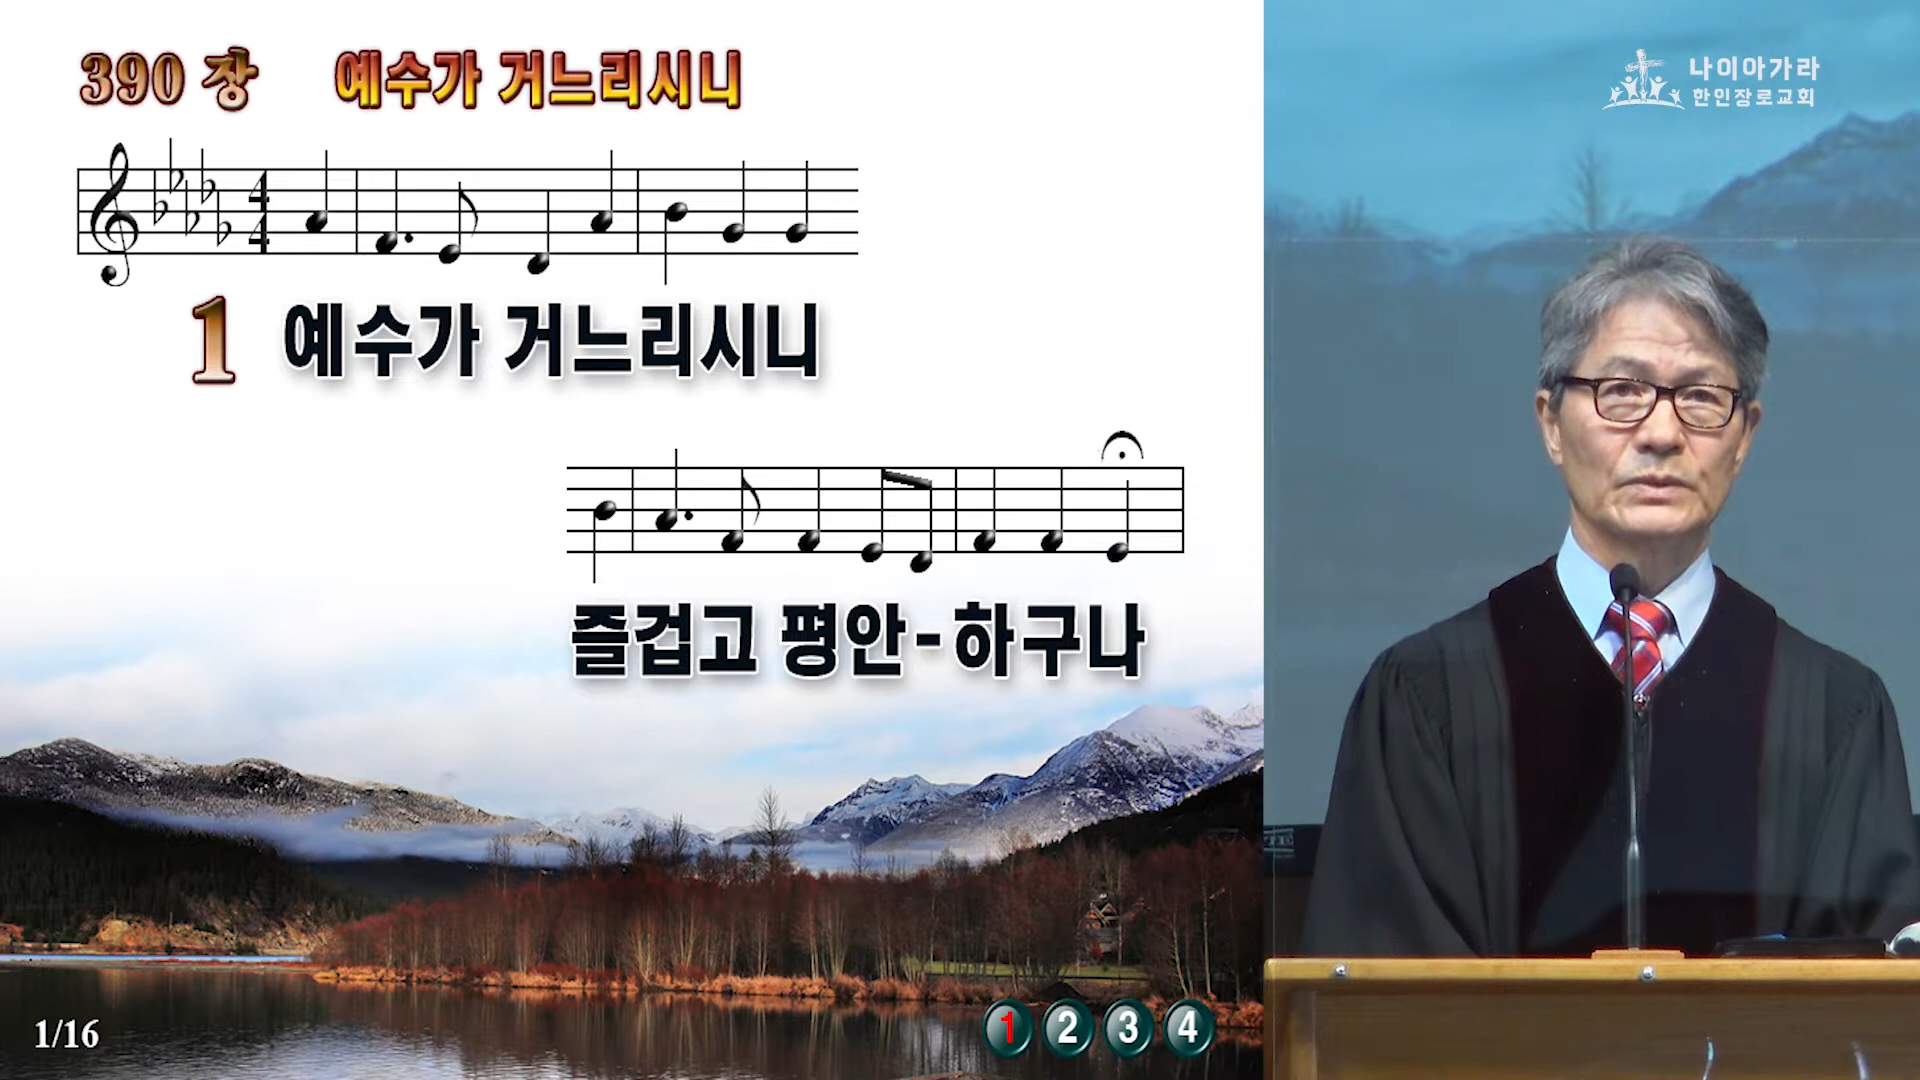 390 장 예수가 거느리시니
나이아가라
한인장로교회
1 예수가 거느리시니
즐겁고 평안-하구나
1/16
1 2 3 4